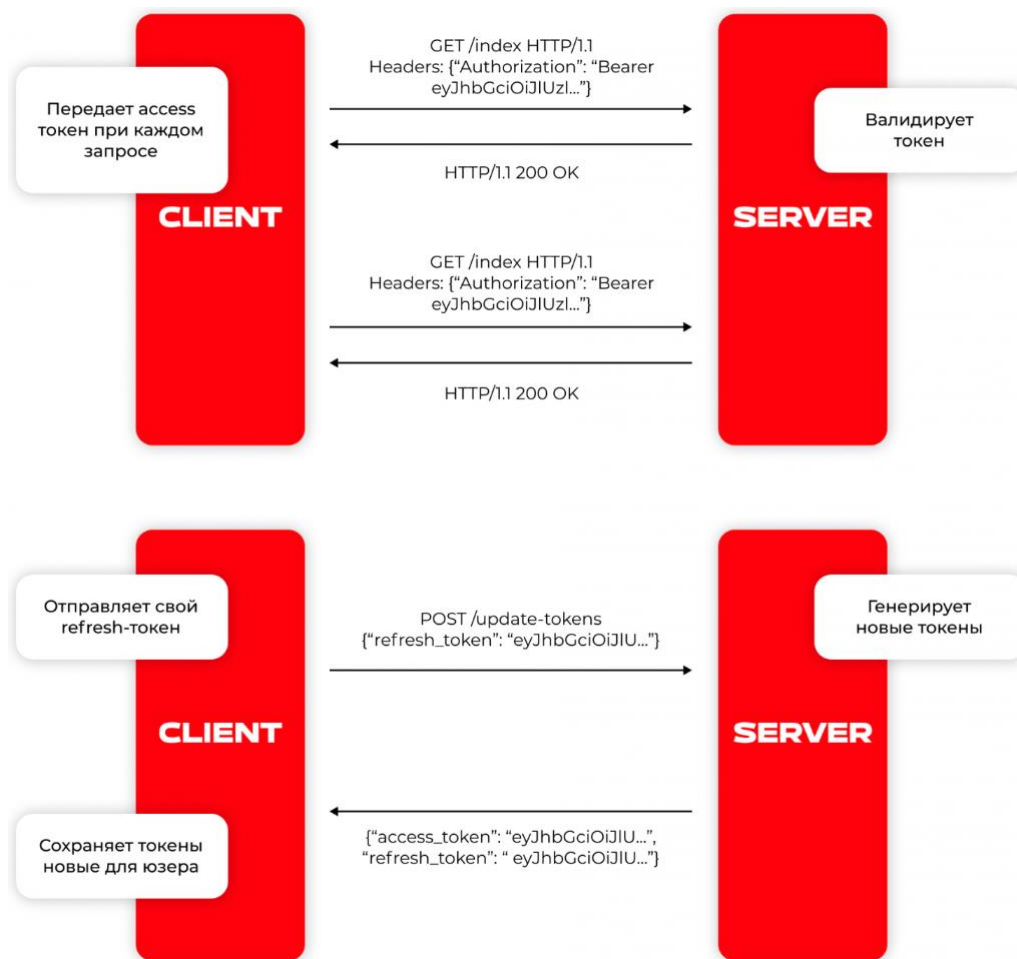 GET /index HTTP/1.1
Headers: {“Authorization”: “Bearer
eyJhbGciOiJIUzI...”}
Передает access
токен при каждом
запросе
Валидирует
токен
HTTP/1.1 200 OK
CLIENT
SERVER
GET /index HTTP/1.1
Headers: {“Authorization”: “Bearer
eyJhbGciOiJIUzI...”}
HTTP/1.1 200 OK
Отправляет свой
refresh-токен
POST /update-tokens
{“refresh_token”: “eyJhbGciOiJIU...”}
Генерирует
новые токены
CLIENT
SERVER
Сохраняет токены
новые для юзера
{“access_token”: “eyJhbGciOiJIU...”,
“refresh_token”: “ eyJhbGciOiJIU...”}